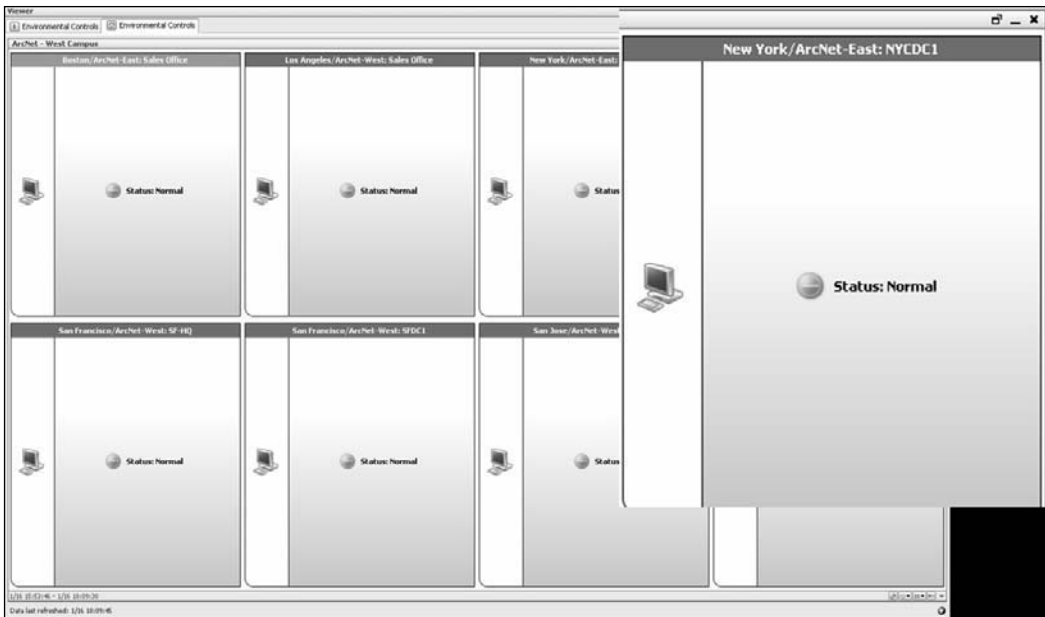 Viewer
Environmental Controls Environmental Controls
ArcNet - West Campus
Boston/ArcNet-East: Sales Office
Los Angeles/ArcNet-West: Sales Office
New York/ArcNet-East:
New York/ArcNet-East: NYCDC1
Status: Normal
Status: Normal
Status
Status: Normal
San Francisco/ArcNet-West: SF-HQ
San Francisco/ArcNet-West: SFDC1
San Jose/ArcNet-West
Status: Normal
Status: Normal
Status
Data last refreshed: 1/16 10:09:45